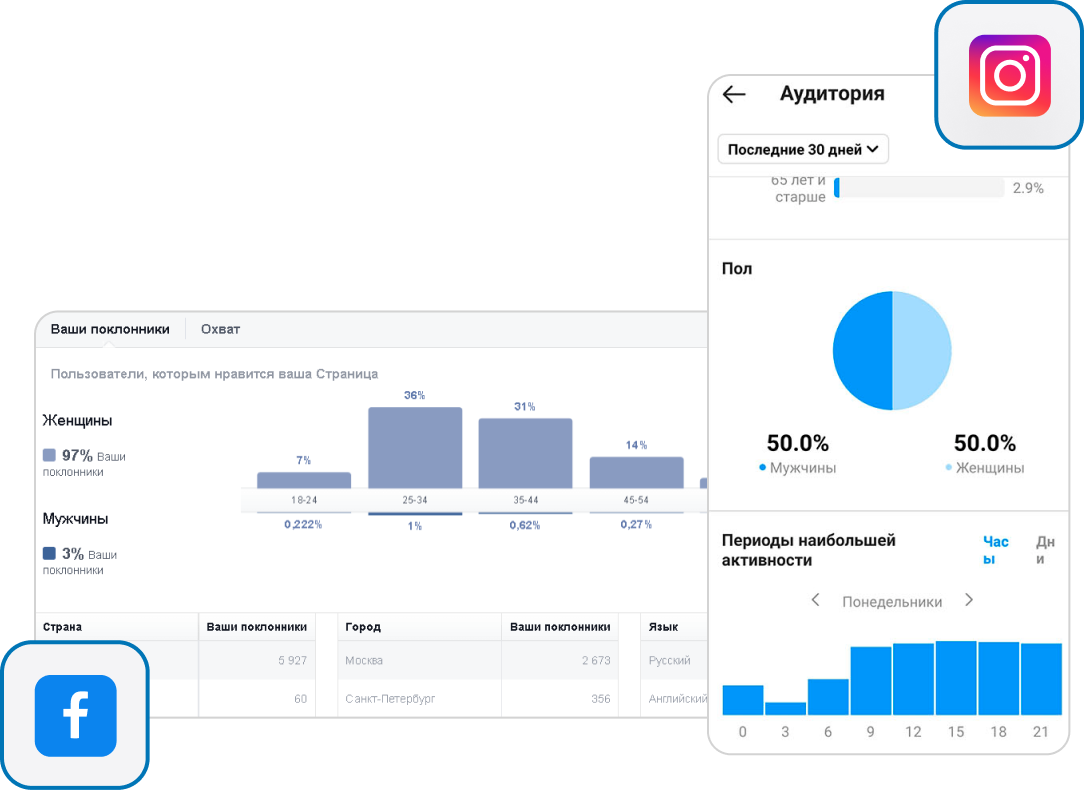 Аудитория
Последние 30 дней
65 лет и
старше
2.9%
Пол
50.0%
Мужчины
50.0%
Женщины
Периоды наибольшей
активности
Час
ы
Дн
и
Понедельники
0 3 6 9 12 15 18 21
Ваши поклонники Охват
Пользователи, которым нравится ваша Страница
Женщины
97% Ваши
поклонники
Мужчины
3% Ваши
поклонники
7% 36% 31% 14%
18-24 25-34 35-44 45-54
0,222% 1% 0,62% 0,27%
Страна Ваши поклонники Город Ваши поклонники Язык
5 927 Москва 2 673 Русский
60 Санкт-Петербург 356 Английский